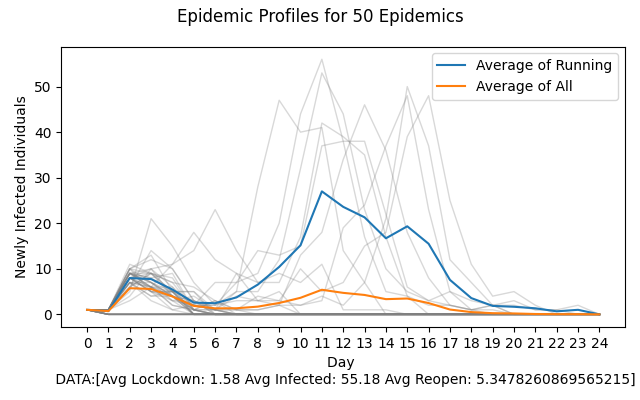 Epidemic Profiles for 50 Epidemics
Newly Infected Individuals
50
40
30
20
10
0
Average of Running
Average of All
0 1 2 3 4 5 6 7 8 9 10 11 12 13 14 15 16 17 18 19 20 21 22 23 24
Day
DATA:[Avg Lockdown: 1.58 Avg Infected: 55.18 Avg Reopen: 5.3478260869565215]